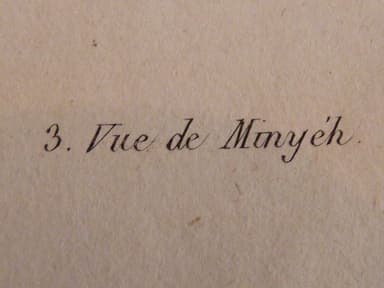 3. Vue de Minyéh.